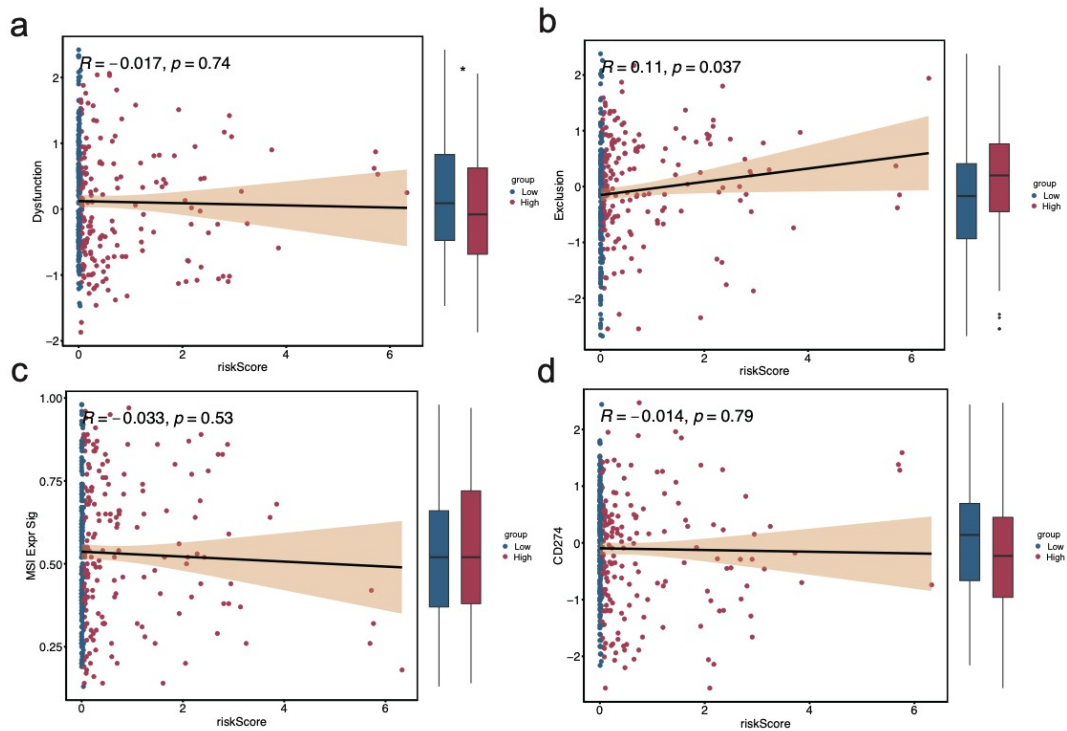 a
R = −0.017, p = 0.74
*
Dysfunction
2
1
0
−1
−2
0 2 4 6
riskScore
group
Low
High
b
R = 0.11, p = 0.037
Exclusion
2
1
0
−1
−2
0 2 4 6
riskScore
group
Low
High
c
R = −0.033, p = 0.53
MSI Expr Sig
1.00
0.75
0.50
0.25
0 2 4 6
riskScore
group
Low
High
d
R = −0.014, p = 0.79
CD274
2
1
0
−1
−2
0 2 4 6
riskScore
group
Low
High